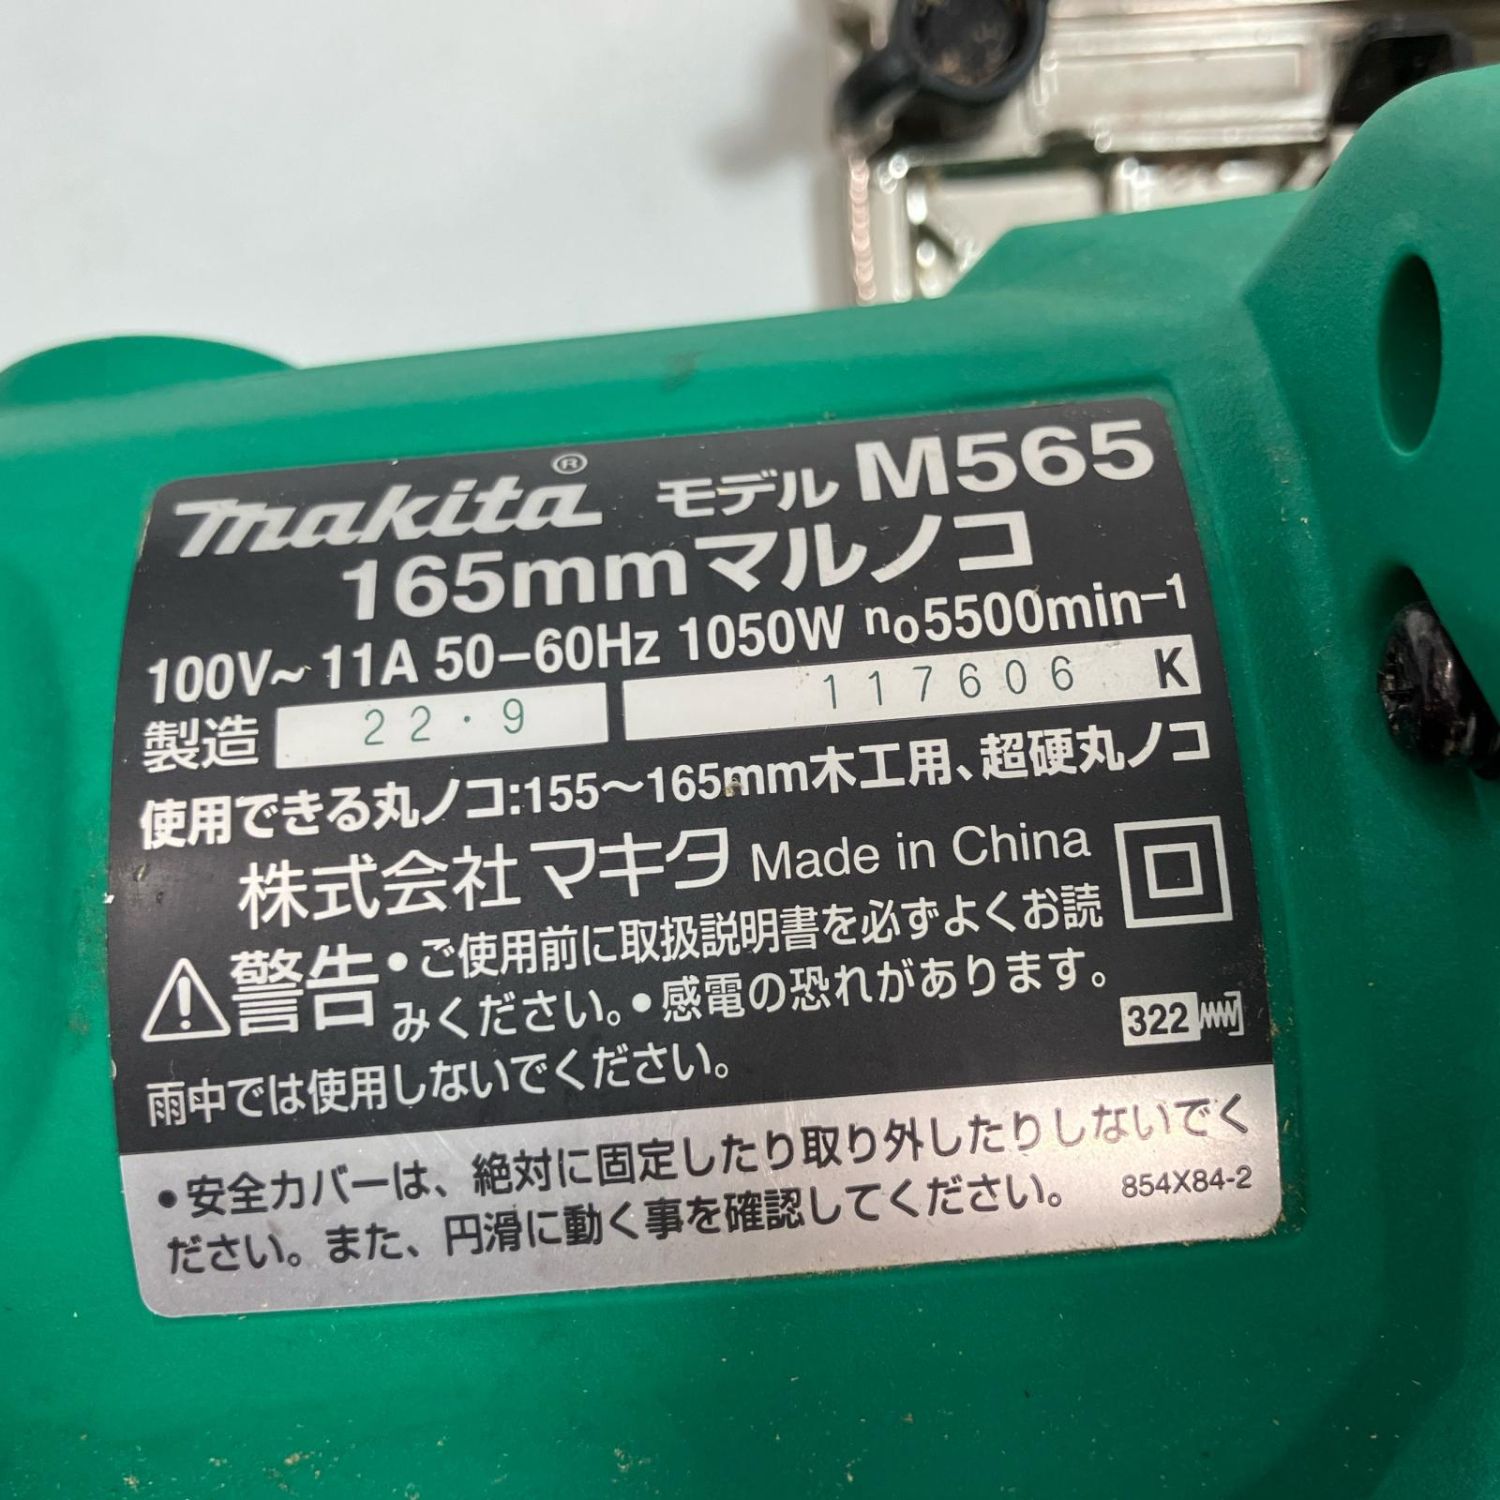 makita® モデル M565
165mmマルノコ
100V～ 11A 50-60Hz 1050W n₀5500min⁻¹
製造 22・9 117606 K
使用できる丸ノコ:155～165mm木工用、超硬丸ノコ
株式会社マキタ Made in China
警告 •ご使用前に取扱説明書を必ずよくお読
みください。•感電の恐れがあります。
雨中では使用しないでください。
322
•安全カバーは、絶対に固定したり取り外したりしないでく
ださい。また、円滑に動く事を確認してください。 854X84-2